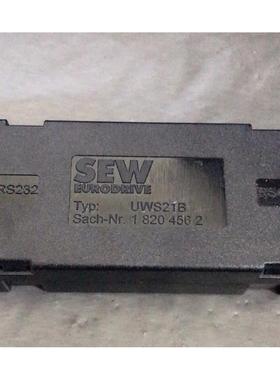 RS232
SEW
EURODRIVE
Typ: UWS21B
Sach-Nr. 1 820 456 2